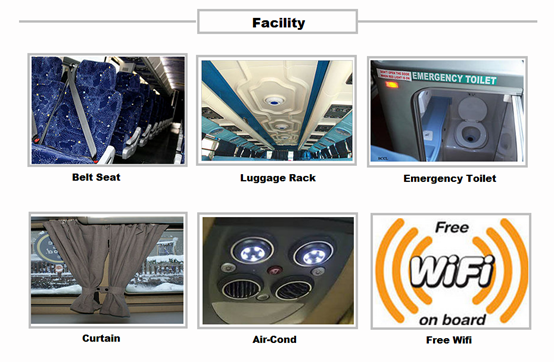 Facility
EMERGENCY TOILET
Belt Seat
Luggage Rack
Emergency Toilet
Free
WiFi
on board
Curtain
Air-Cond
Free Wifi